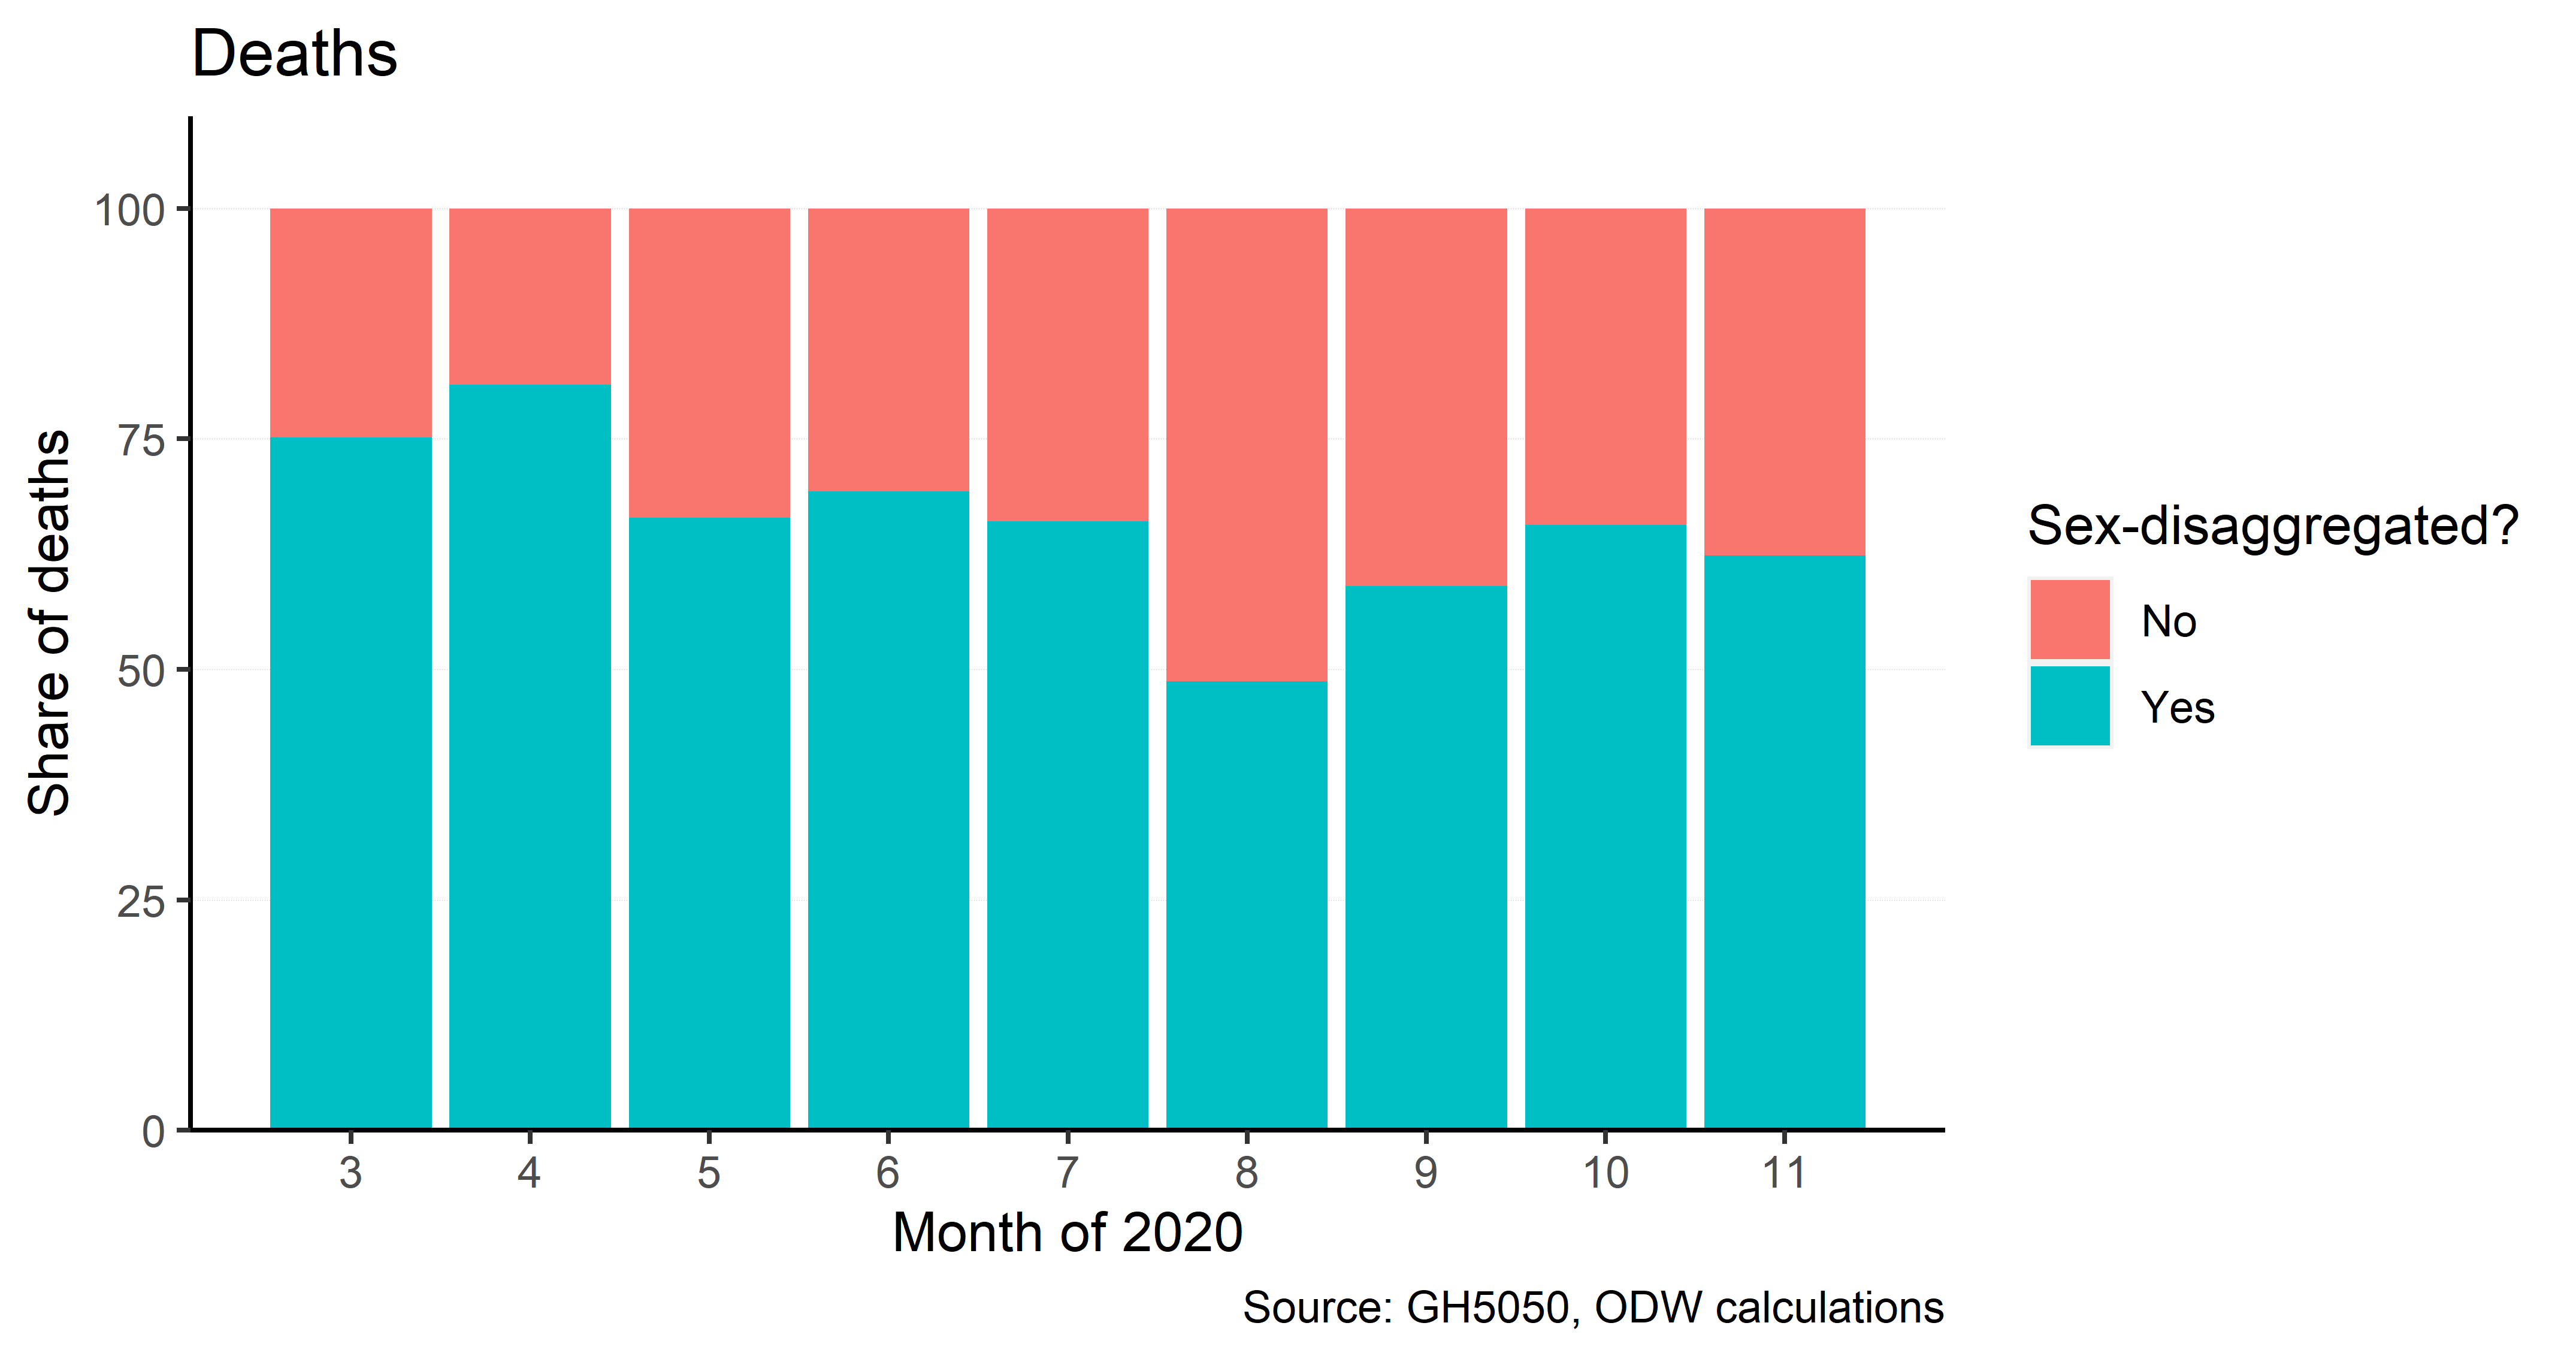 Deaths
100
75
50
25
0
Share of deaths
3 4 5 6 7 8 9 10 11
Month of 2020
Sex-disaggregated?
No
Yes
Source: GH5050, ODW calculations